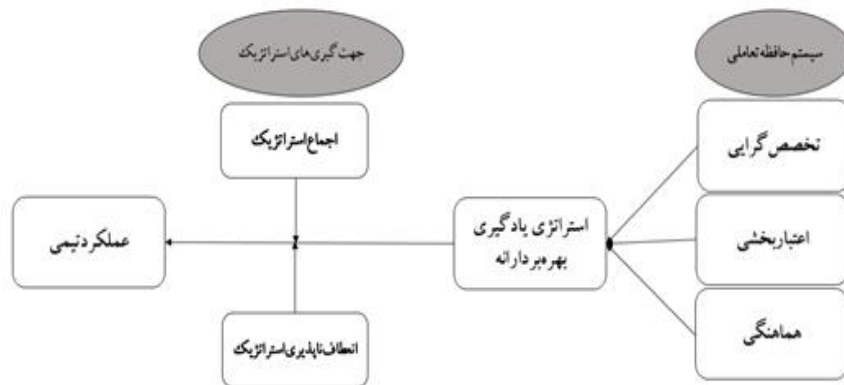 سیستم حافظه تعاملی
جهت‌گیری‌های استراتژیک
تخصص گرایی
اجماع استراتژیک
اعتباربخشی
استراتژی یادگیری
بهره‌بردارانه
عملکرد تیمی
هماهنگی
انعطاف‌ناپذیری استراتژیک